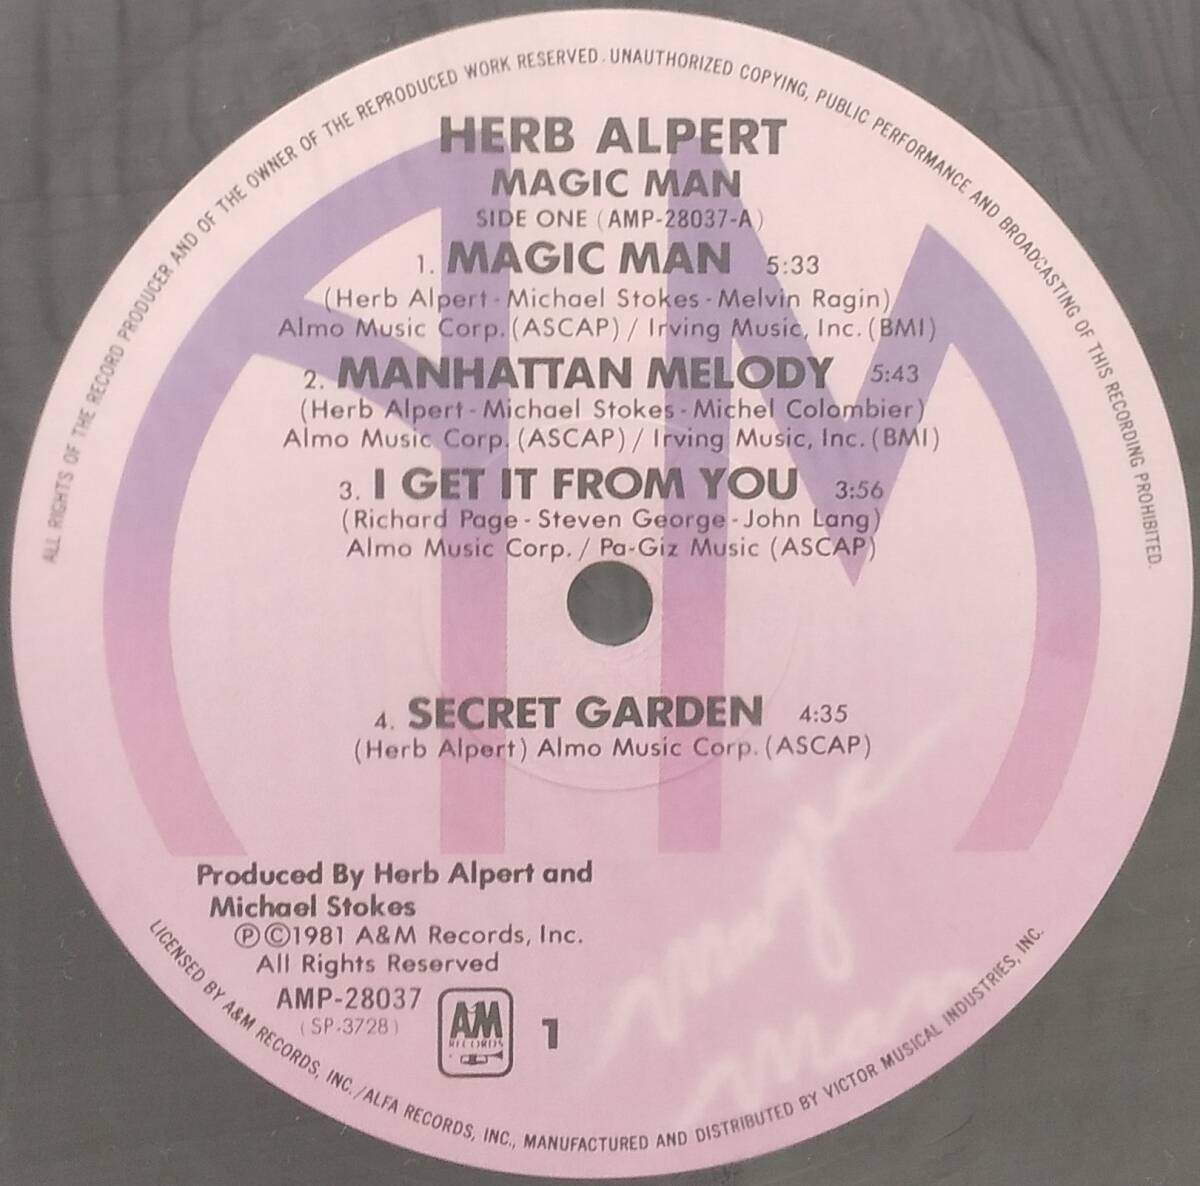 ALL RIGHTS OF THE RECORD PRODUCER AND OF THE OWNER OF THE REPRODUCED WORK RESERVED. UNAUTHORIZED COPYING, PUBLIC PERFORMANCE AND BROADCASTING OF THIS RECORDING PROHIBITED.
HERB ALPERT
MAGIC MAN
SIDE ONE (AMP-28037-A)
1. MAGIC MAN 5:33
(Herb Alpert - Michael Stokes - Melvin Ragin)
Almo Music Corp. (ASCAP) / Irving Music, Inc. (BMI)
2. MANHATTAN MELODY 5:43
(Herb Alpert - Michael Stokes - Michel Colombier)
Almo Music Corp. (ASCAP) / Irving Music, Inc. (BMI)
3. I GET IT FROM YOU 3:56
(Richard Page - Steven George - John Lang)
Almo Music Corp. / Pa-Giz Music (ASCAP)
4. SECRET GARDEN 4:35
(Herb Alpert) Almo Music Corp. (ASCAP)
Magic
Man
Produced By Herb Alpert and
Michael Stokes
ⓅⒸ1981 A&M Records, Inc.
All Rights Reserved
AMP-28037
(SP-3728)
AM
RECORDS
1
LICENSED BY A&M RECORDS, INC. /ALFA RECORDS, INC., MANUFACTURED AND DISTRIBUTED BY VICTOR MUSICAL INDUSTRIES, INC.